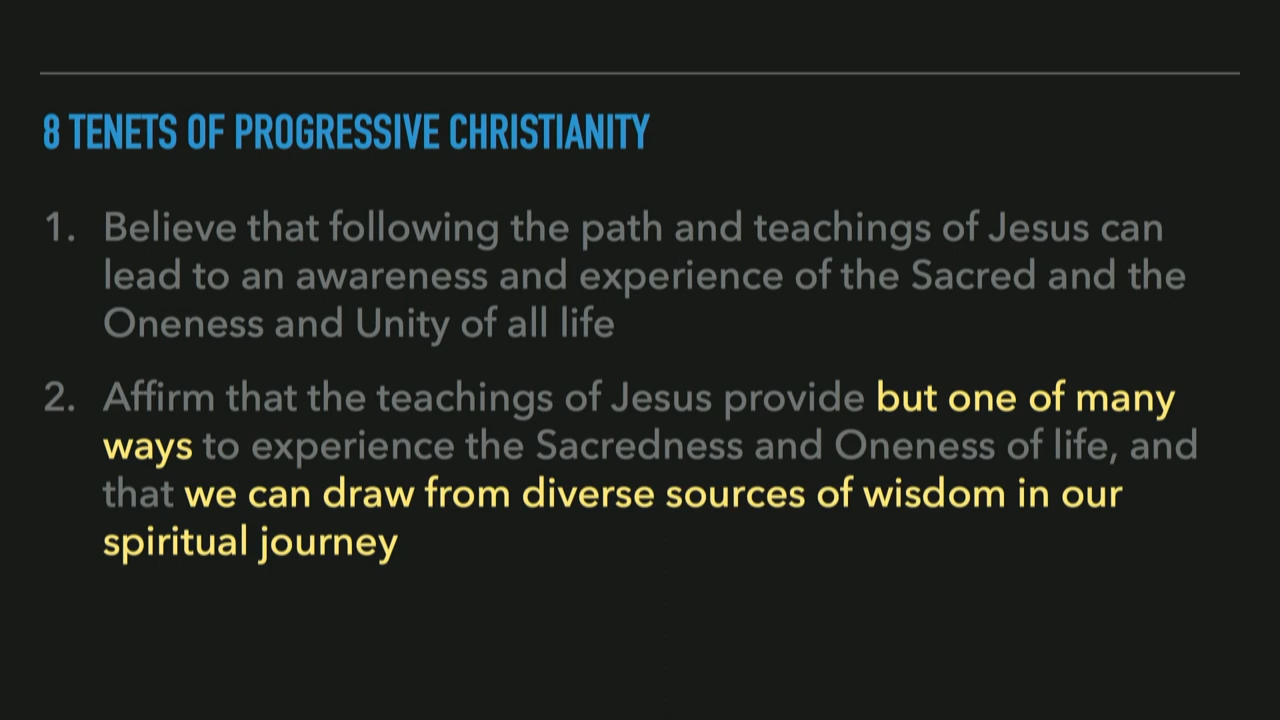 8 TENETS OF PROGRESSIVE CHRISTIANITY
1. Believe that following the path and teachings of Jesus can
lead to an awareness and experience of the Sacred and the
Oneness and Unity of all life
2. Affirm that the teachings of Jesus provide but one of many
ways to experience the Sacredness and Oneness of life, and
that we can draw from diverse sources of wisdom in our
spiritual journey